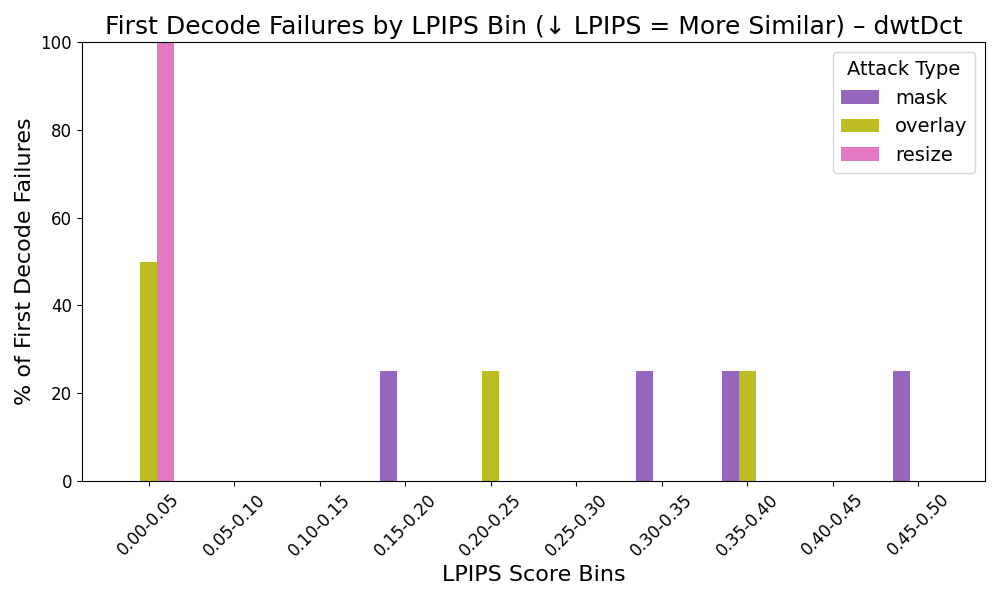 First Decode Failures by LPIPS Bin (↓ LPIPS = More Similar) – dwtDct
% of First Decode Failures
100
80
60
40
20
0
Attack Type
mask
overlay
resize
0.00-0.05
0.05-0.10
0.10-0.15
0.15-0.20
0.20-0.25
0.25-0.30
0.30-0.35
0.35-0.40
0.40-0.45
0.45-0.50
LPIPS Score Bins